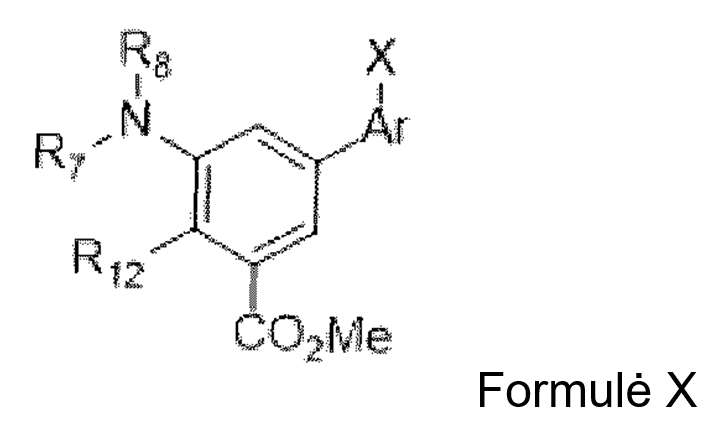 R8
X
N
Ar
R7
R12
CO2Me
Formulė X